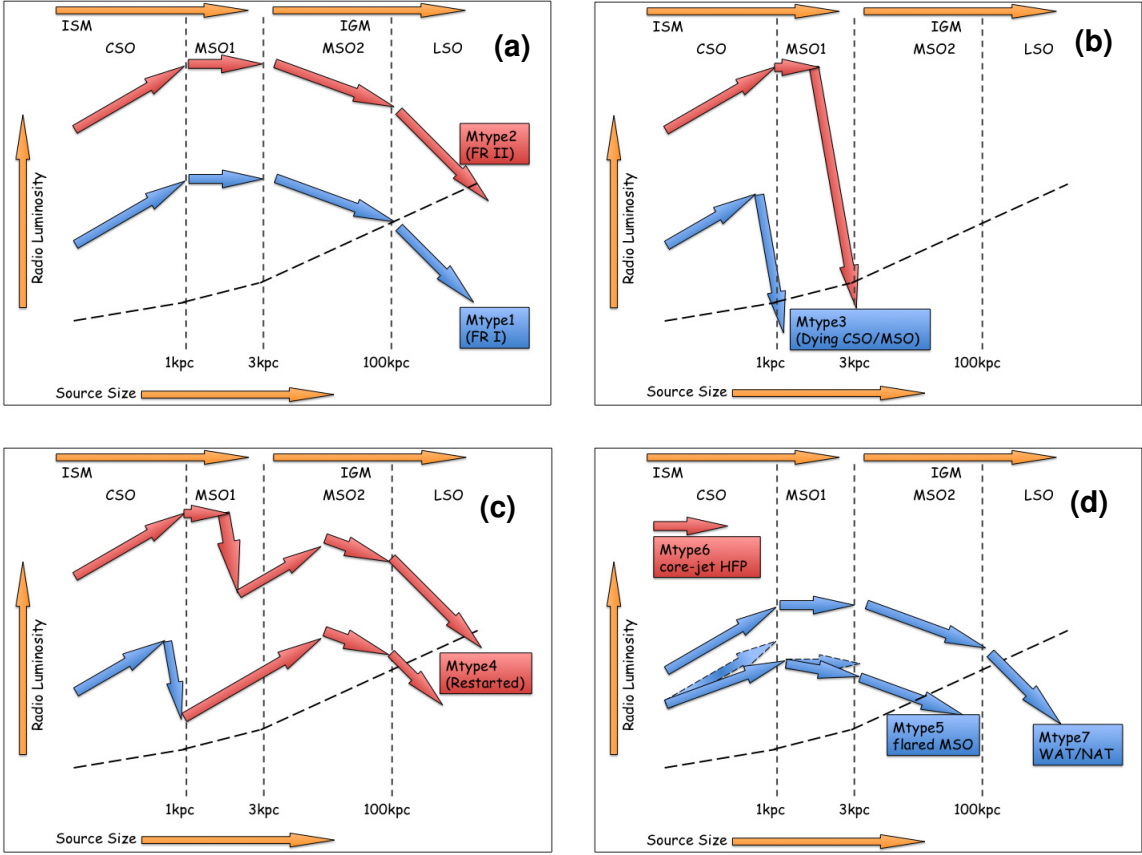 ISM
IGM
CSO
MSO1
MSO2
LSO
(a)
Radio Luminosity
Mtype2
(FR II)
Mtype1
(FR I)
1kpc
3kpc
100kpc
Source Size
ISM
IGM
CSO
MSO1
MSO2
LSO
(b)
Radio Luminosity
Mtype3
(Dying CSO/MSO)
1kpc
3kpc
100kpc
Source Size
ISM
IGM
CSO
MSO1
MSO2
LSO
(c)
Radio Luminosity
Mtype4
(Restarted)
1kpc
3kpc
100kpc
Source Size
ISM
IGM
CSO
MSO1
MSO2
LSO
(d)
Radio Luminosity
Mtype6
core-jet HFP
Mtype5
flared MSO
Mtype7
WAT/NAT
1kpc
3kpc
100kpc
Source Size